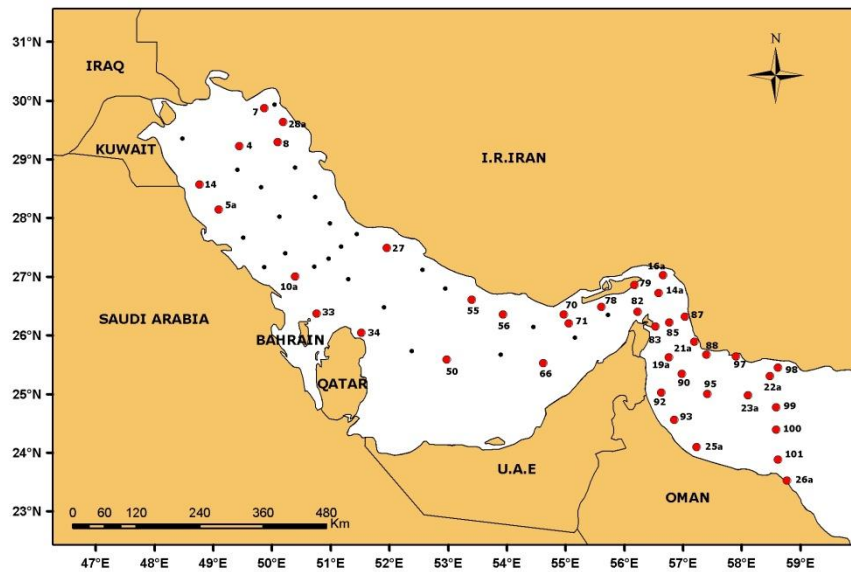 N
31°N
IRAQ
30°N
7
28a
29°N
KUWAIT
4
8
I.R.IRAN
14
28°N
5a
27
27°N
10a
16a
79
14a
26°N
SAUDI ARABIA
33
BAHRAIN
34
55
56
70
71
78
82
87
83
85
88
21a
97
98
25°N
QATAR
50
66
19a
90
95
22a
23a
99
92
93
100
24°N
25a
101
U.A.E
26a
OMAN
23°N
0 30 60 120 240 360 480
Km
47°E 48°E 49°E 50°E 51°E 52°E 53°E 54°E 55°E 56°E 57°E 58°E 59°E